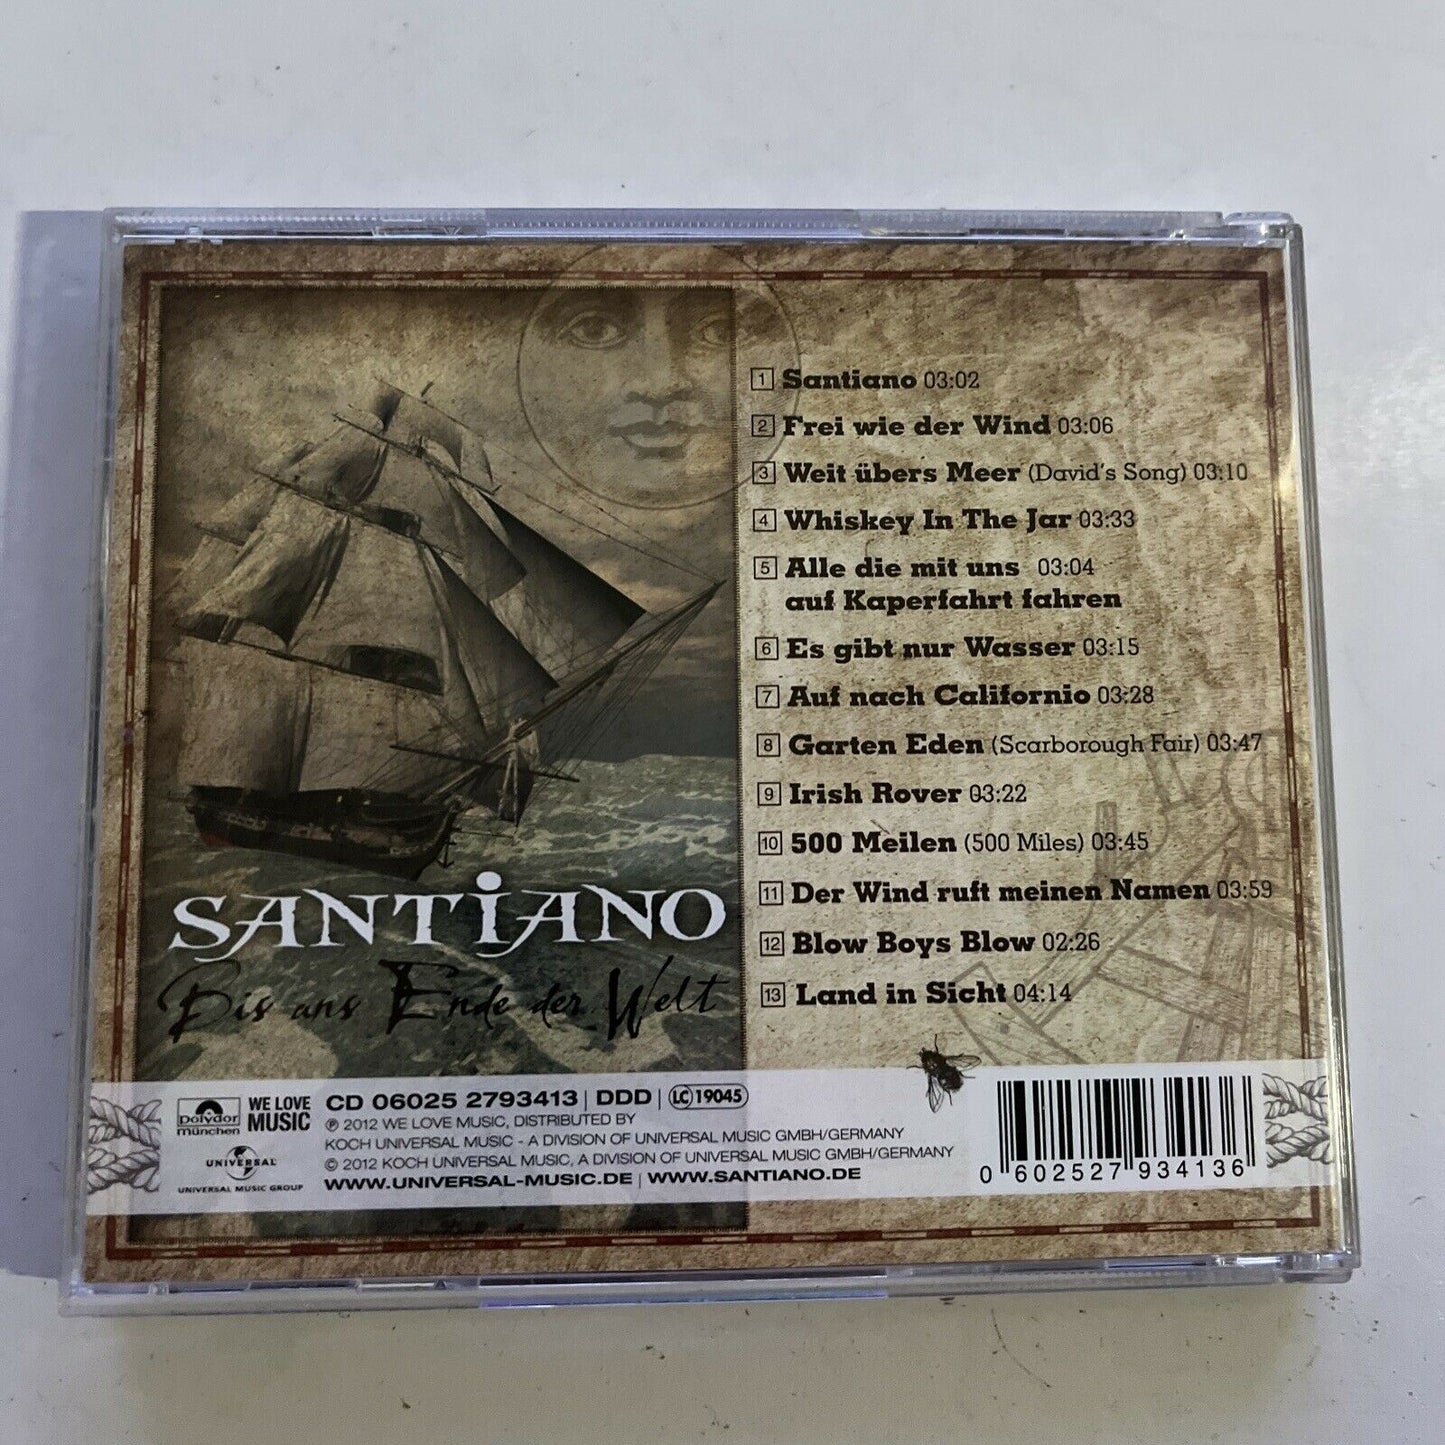 1 Santiano 03:02
2 Frei wie der Wind 03:06
3 Weit übers Meer (David's Song) 03:10
4 Whiskey In The Jar 03:33
5 Alle die mit uns 03:04
auf Kaperfahrt fahren
6 Es gibt nur Wasser 03:15
7 Auf nach Californio 03:28
8 Garten Eden (Scarborough Fair) 03:47
9 Irish Rover 03:22
10 500 Meilen (500 Miles) 03:45
11 Der Wind ruft meinen Namen 03:59
12 Blow Boys Blow 02:26
13 Land in Sicht 04:14
SANTIANO
Bis ans Ende der Welt
Polydor
münchen
WE LOVE
MUSIC
UNIVERSAL
UNIVERSAL MUSIC GROUP
CD 06025 2793413 | DDD | LC 19045
℗ 2012 WE LOVE MUSIC, DISTRIBUTED BY
KOCH UNIVERSAL MUSIC - A DIVISION OF UNIVERSAL MUSIC GMBH/GERMANY
© 2012 KOCH UNIVERSAL MUSIC, A DIVISION OF UNIVERSAL MUSIC GMBH/GERMANY
WWW.UNIVERSAL-MUSIC.DE | WWW.SANTIANO.DE
0 602527 934136